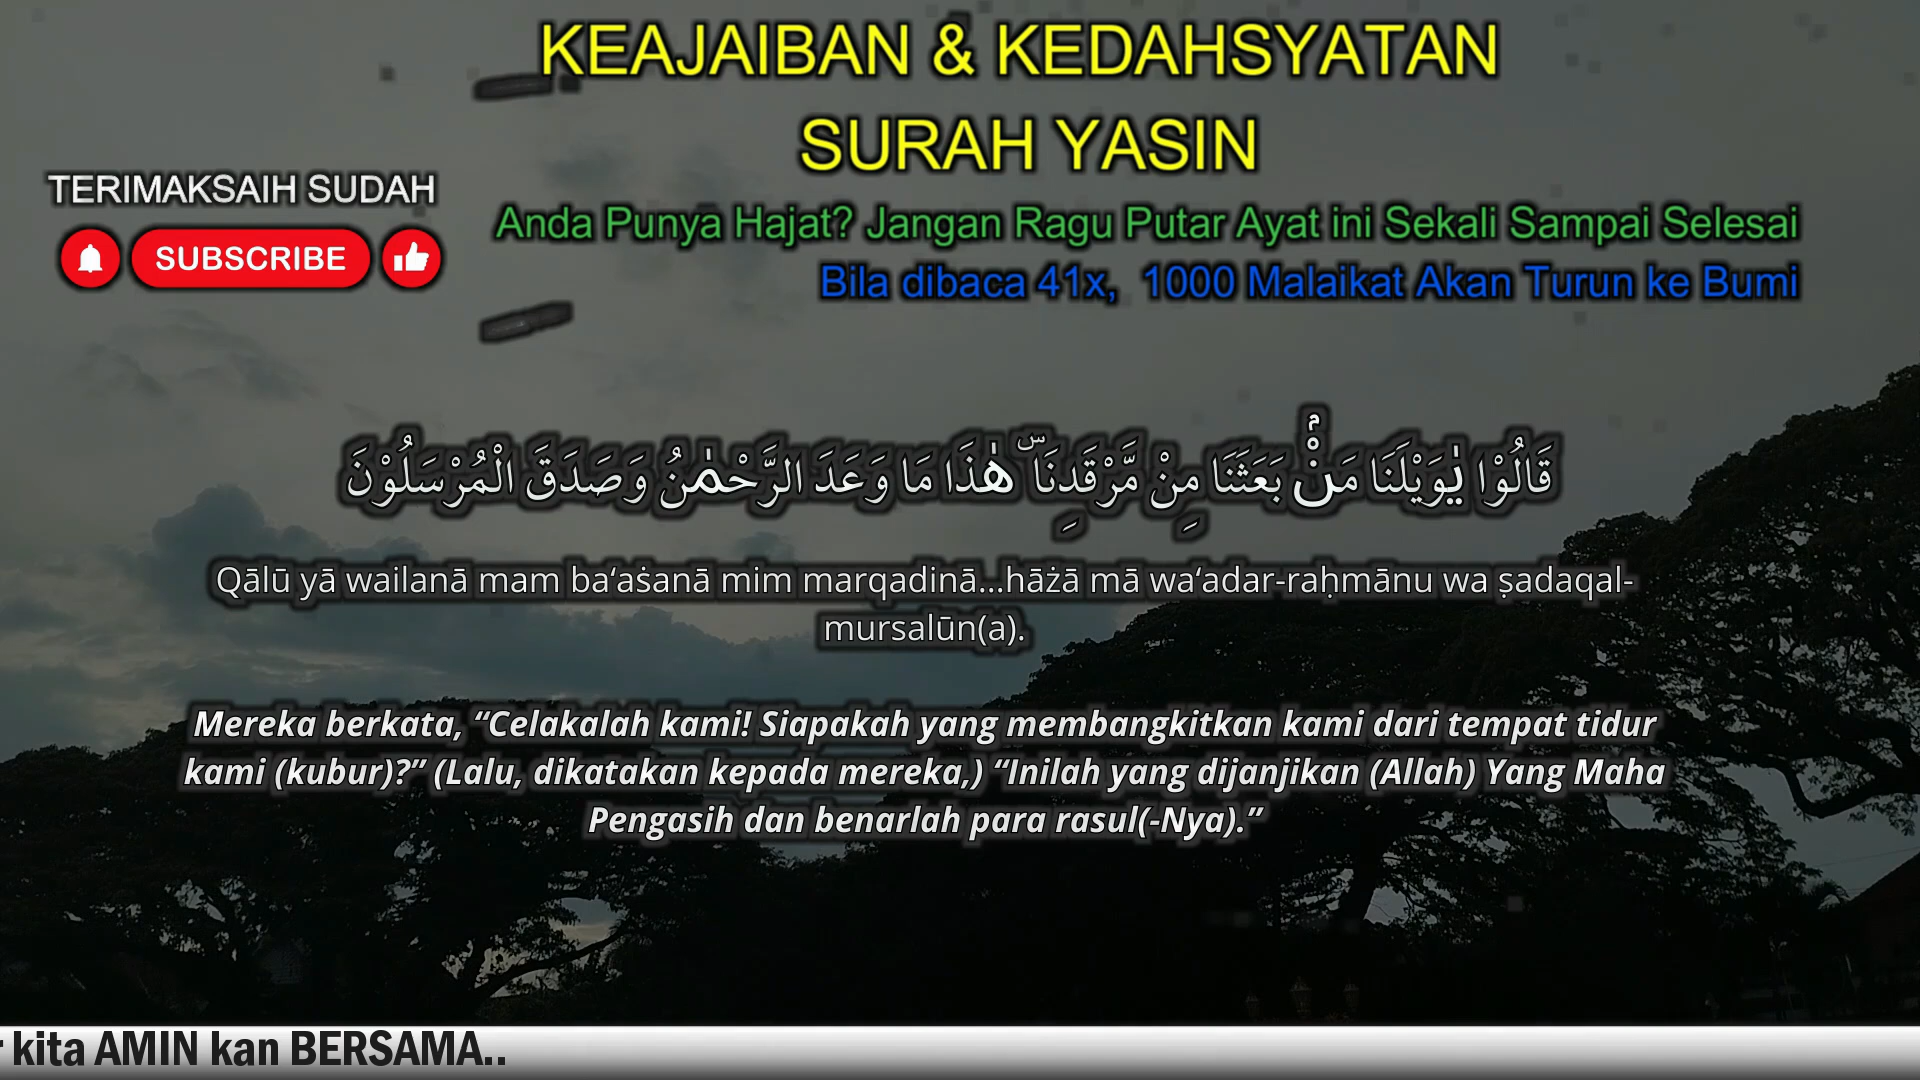 KEAJAIBAN & KEDAHSYATAN
SURAH YASIN
TERIMAKSAIH SUDAH
SUBSCRIBE
Anda Punya Hajat? Jangan Ragu Putar Ayat ini Sekali Sampai Selesai
Bila dibaca 41x, 1000 Malaikat Akan Turun ke Bumi
قَالُوْا يٰوَيْلَنَا مَنْۢ بَعَثَنَا مِنْ مَّرْقَدِنَا ۜهٰذَا مَا وَعَدَ الرَّحْمٰنُ وَصَدَقَ الْمُرْسَلُوْنَ
Qālū yā wailanā mam ba‘aṡanā mim marqadinā...hāżā mā wa‘adar-raḥmānu wa ṣadaqal-
mursalūn(a).
Mereka berkata, “Celakalah kami! Siapakah yang membangkitkan kami dari tempat tidur
kami (kubur)?” (Lalu, dikatakan kepada mereka,) “Inilah yang dijanjikan (Allah) Yang Maha
Pengasih dan benarlah para rasul(-Nya).”
kita AMIN kan BERSAMA..